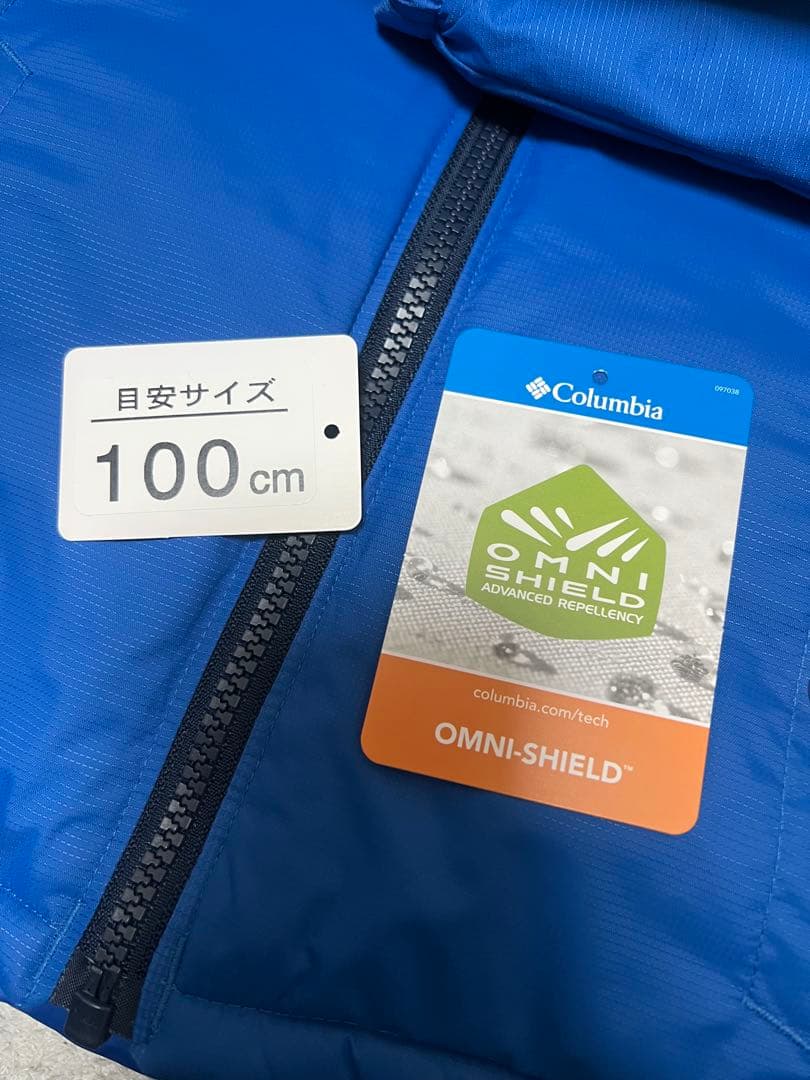 目安サイズ
100cm
Columbia
097038
OMNI
SHIELD
ADVANCED REPELLENCY
columbia.com/tech
OMNI-SHIELD™